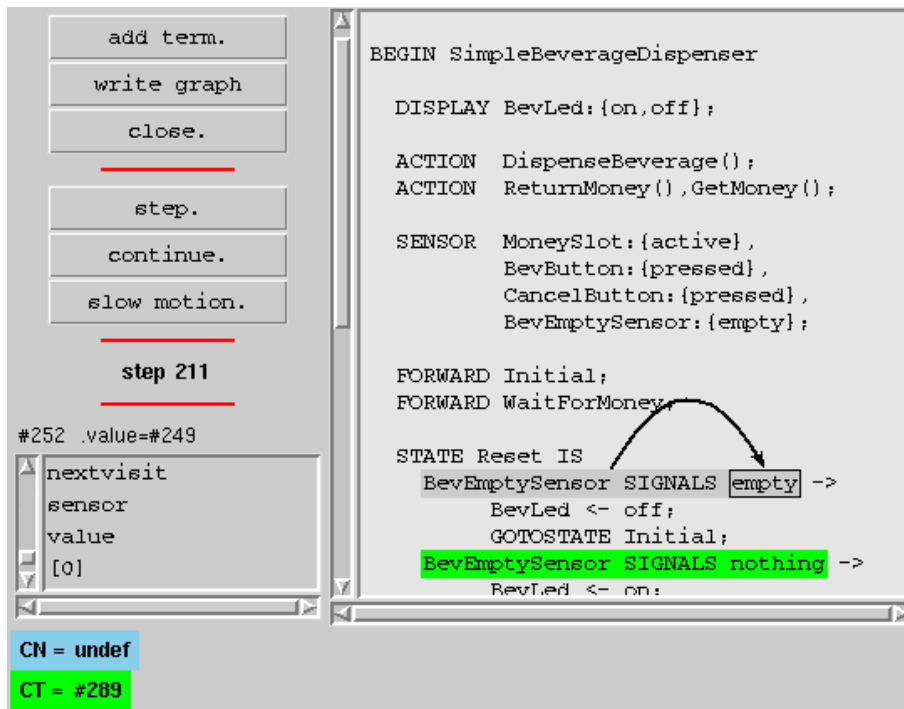 add term.
write graph
close.
step.
continue.
slow motion.
step 211
#252 .value=#249
nextvisit
sensor
value
[0]
CN = undef
CT = #289
BEGIN SimpleBeverageDispenser
DISPLAY BevLed:{on,off};
ACTION DispenseBeverage();
ACTION ReturnMoney(),GetMoney();
SENSOR MoneySlot:{active},
BevButton:{pressed},
CancelButton:{pressed},
BevEmptySensor:{empty};
FORWARD Initial;
FORWARD WaitForMoney;
STATE Reset IS
BevEmptySensor SIGNALS empty ->
BevLed <- off;
GOTOSTATE Initial;
BevEmptySensor SIGNALS nothing ->
BevLed <- on;